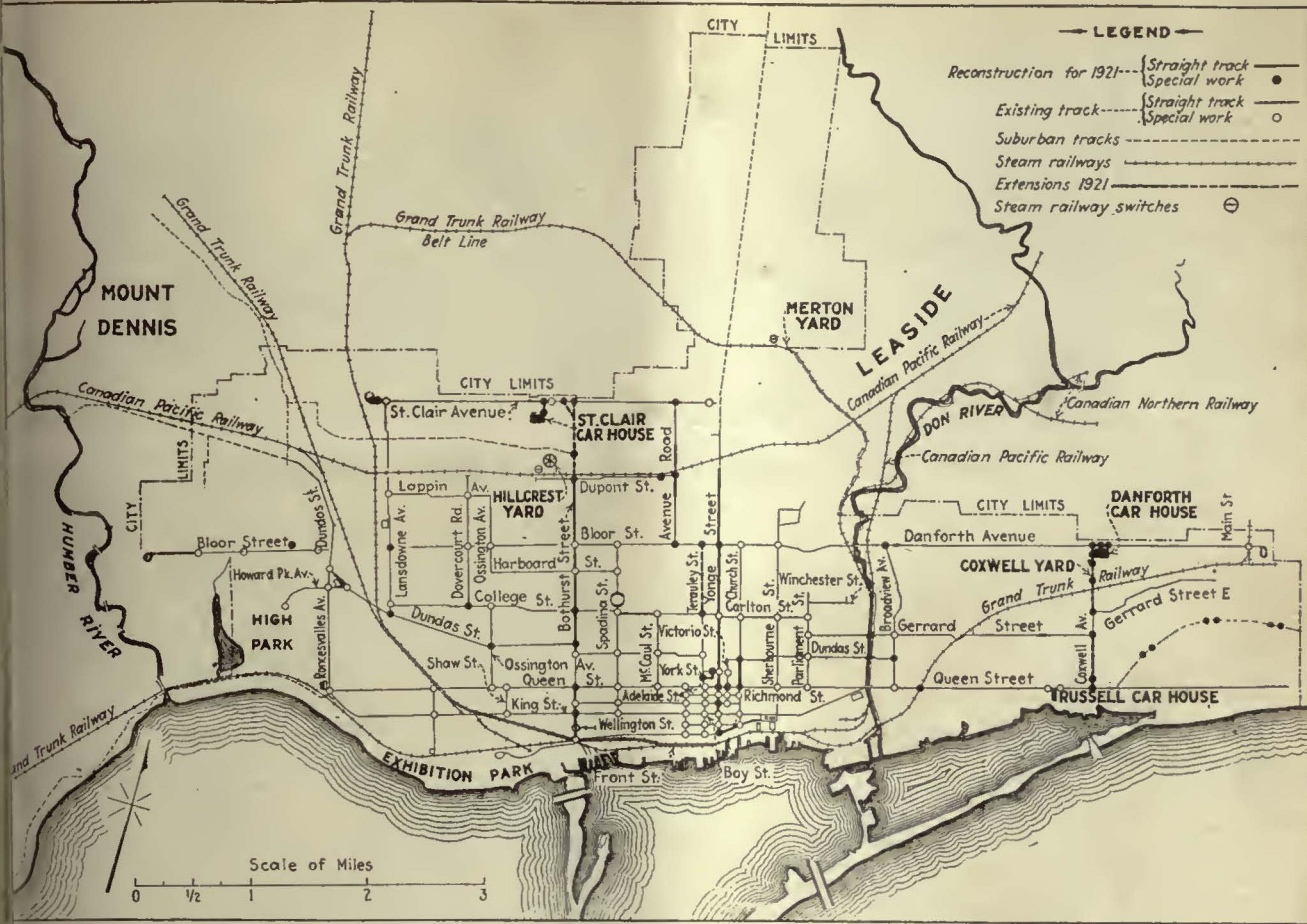 CITY
LIMITS
LEGEND
Reconstruction for 1921
Straight track
Special work
Existing track
Straight track
Special work
Suburban tracks
Steam railways
Extensions 1921
Steam railway switches
Grand Trunk Railway
Grand Trunk Railway
Grand Trunk Railway
Belt Line
MOUNT
DENNIS
MERTON
YARD
LEASIDE
Canadian Pacific Railway
Canadian Pacific Railway
CITY LIMITS
St. Clair Avenue
ST. CLAIR
CAR HOUSE
Road
Avenue
DON RIVER
Canadian Northern Railway
Canadian Pacific Railway
CITY
LIMITS
Lappin Av.
HILLCREST
YARD
Dupont St.
Street
CITY LIMITS
DANFORTH
CAR HOUSE
Main St
HUMBER
RIVER
Bloor Street
Dundas St.
Lansdowne Av.
Dovercourt Rd.
Ossington Av.
Bathurst Street
Bloor St.
Danforth Avenue
Harboard St.
Spadina St.
Terauley St.
Yonge
Church St.
Winchester St.
Broadview Av.
COXWELL YARD
Grand Trunk Railway
Howard Pk. Av.
HIGH
PARK
Roncesvalles Av.
College St.
Carlton St.
Sherbourne St.
Parliament St.
Gerrard Street
Gerrard Street E
Coxwell Av.
Dundas St.
McCaul St.
Victoria St.
Dundas St.
Shaw St.
Ossington Av.
York St.
Queen St.
Queen Street
Adelaide St.
Richmond St.
RUSSELL CAR HOUSE
King St.
Wellington St.
Trunk Railway
EXHIBITION PARK
Front St.
Bay St.
Scale of Miles
0 1/2 1 2 3